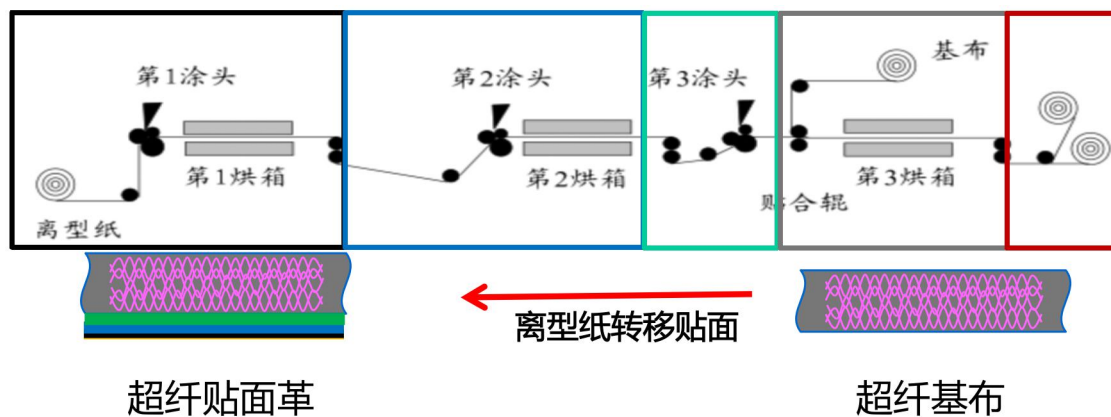 第1涂头
第2涂头
第3涂头
基布
第1烘箱
第2烘箱
第3烘箱
贴合辊
离型纸
离型纸转移贴面
超纤贴面革
超纤基布